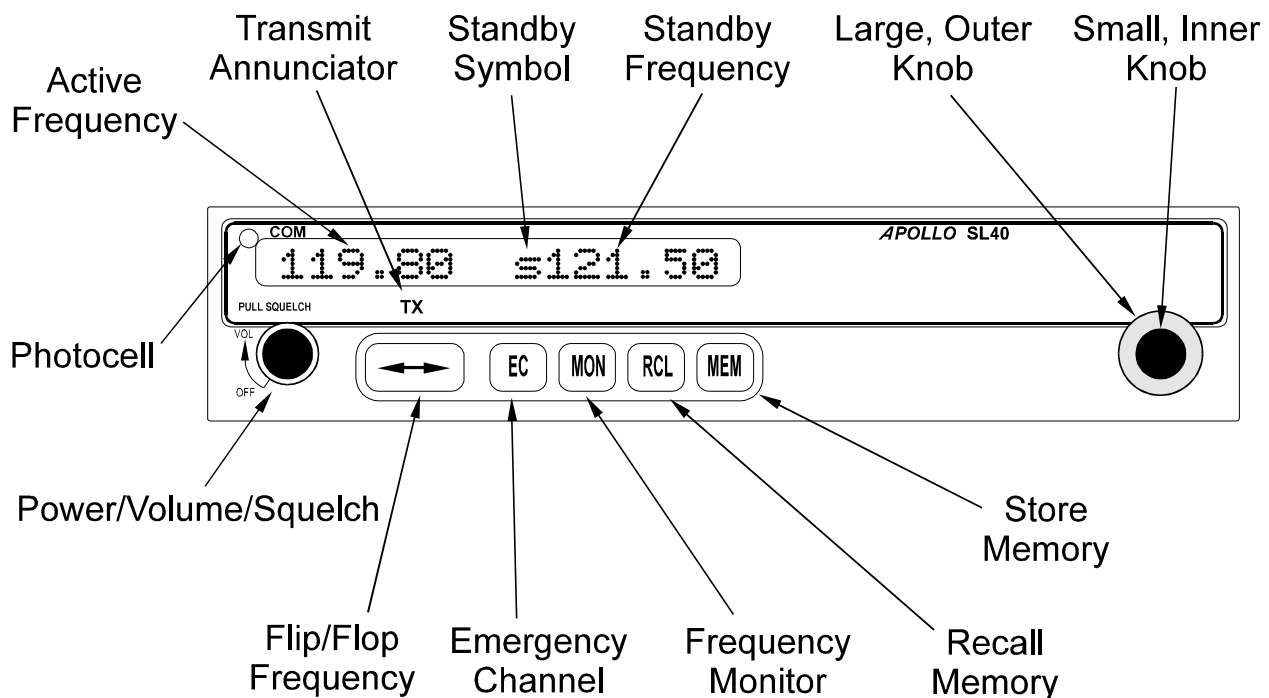 Transmit
Annunciator
Standby
Symbol
Standby
Frequency
Large, Outer
Knob
Small, Inner
Knob
Active
Frequency
COM
APOLLO SL40
119.80 s121.50
PULL SQUELCH
TX
VOL
OFF
EC
MON
RCL
MEM
Photocell
Power/Volume/Squelch
Store
Memory
Flip/Flop
Frequency
Emergency
Channel
Frequency
Monitor
Recall
Memory